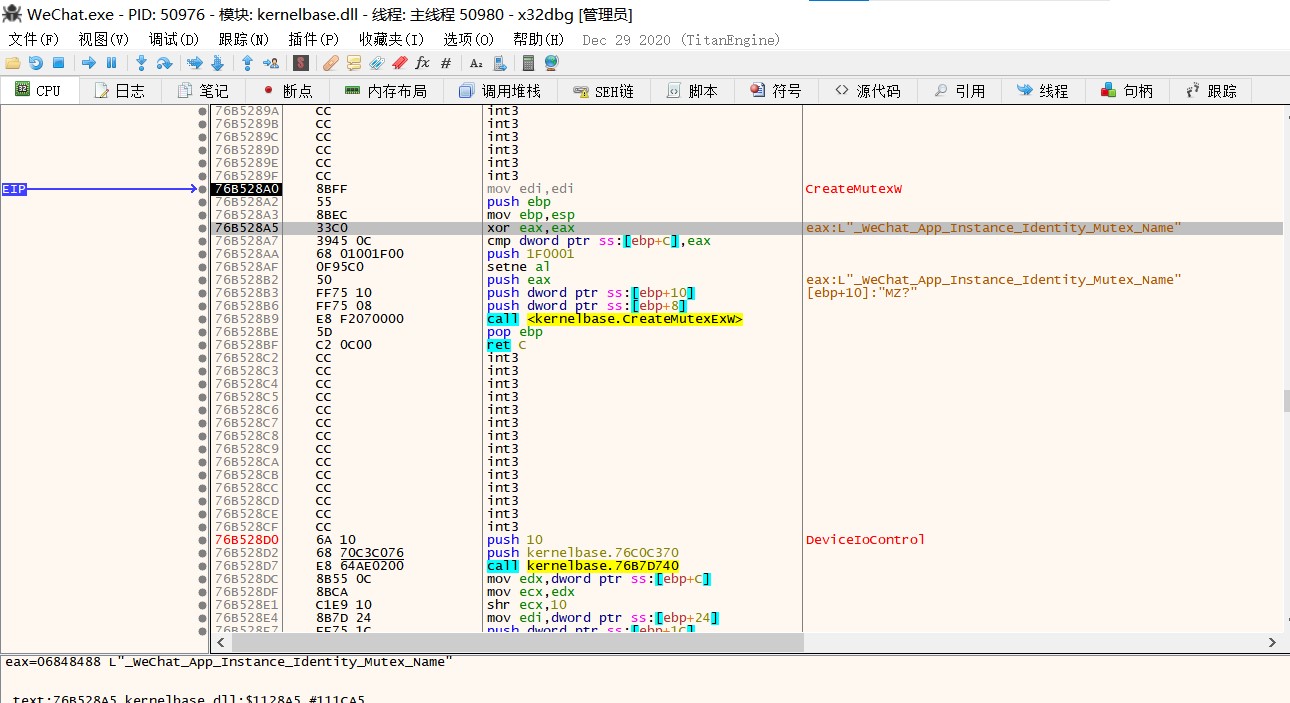 WeChat.exe - PID: 50976 - 模块: kernelbase.dll - 线程: 主线程 50980 - x32dbg [管理员]
文件(F) 视图(V) 调试(D) 跟踪(N) 插件(P) 收藏夹(I) 选项(O) 帮助(H) Dec 29 2020 (TitanEngine)
CPU 日志 笔记 断点 内存布局 调用堆栈 SEH链 脚本 符号 源代码 引用 线程 句柄 跟踪
76B5289A CC int3
76B5289B CC int3
76B5289C CC int3
76B5289D CC int3
76B5289E CC int3
76B5289F CC int3
EIP 76B528A0 8BFF mov edi,edi CreateMutexW
76B528A2 55 push ebp
76B528A3 8BEC mov ebp,esp
76B528A5 33C0 xor eax,eax eax:L"_WeChat_App_Instance_Identity_Mutex_Name"
76B528A7 3945 0C cmp dword ptr ss:[ebp+C],eax
76B528AA 68 01001F00 push 1F0001
76B528AF 0F95C0 setne al
76B528B2 50 push eax eax:L"_WeChat_App_Instance_Identity_Mutex_Name"
76B528B3 FF75 10 push dword ptr ss:[ebp+10] [ebp+10]:"MZ?"
76B528B6 FF75 08 push dword ptr ss:[ebp+8]
76B528B9 E8 F2070000 call <kernelbase.CreateMutexExW>
76B528BE 5D pop ebp
76B528BF C2 0C00 ret C
76B528C2 CC int3
76B528C3 CC int3
76B528C4 CC int3
76B528C5 CC int3
76B528C6 CC int3
76B528C7 CC int3
76B528C8 CC int3
76B528C9 CC int3
76B528CA CC int3
76B528CB CC int3
76B528CC CC int3
76B528CD CC int3
76B528CE CC int3
76B528CF CC int3
76B528D0 6A 10 push 10 DeviceIoControl
76B528D2 68 70C3C076 push kernelbase.76C0C370
76B528D7 E8 64AE0200 call kernelbase.76B7D740
76B528DC 8B55 0C mov edx,dword ptr ss:[ebp+C]
76B528DF 8BCA mov ecx,edx
76B528E1 C1E9 10 shr ecx,10
76B528E4 8B7D 24 mov edi,dword ptr ss:[ebp+24]
76B528E7 FF75 1C push dword ptr ss:[ebp+1C]
eax=06848488 L"_WeChat_App_Instance_Identity_Mutex_Name"
.text:76B528A5 kernelbase.dll:$1128A5 #111CA5